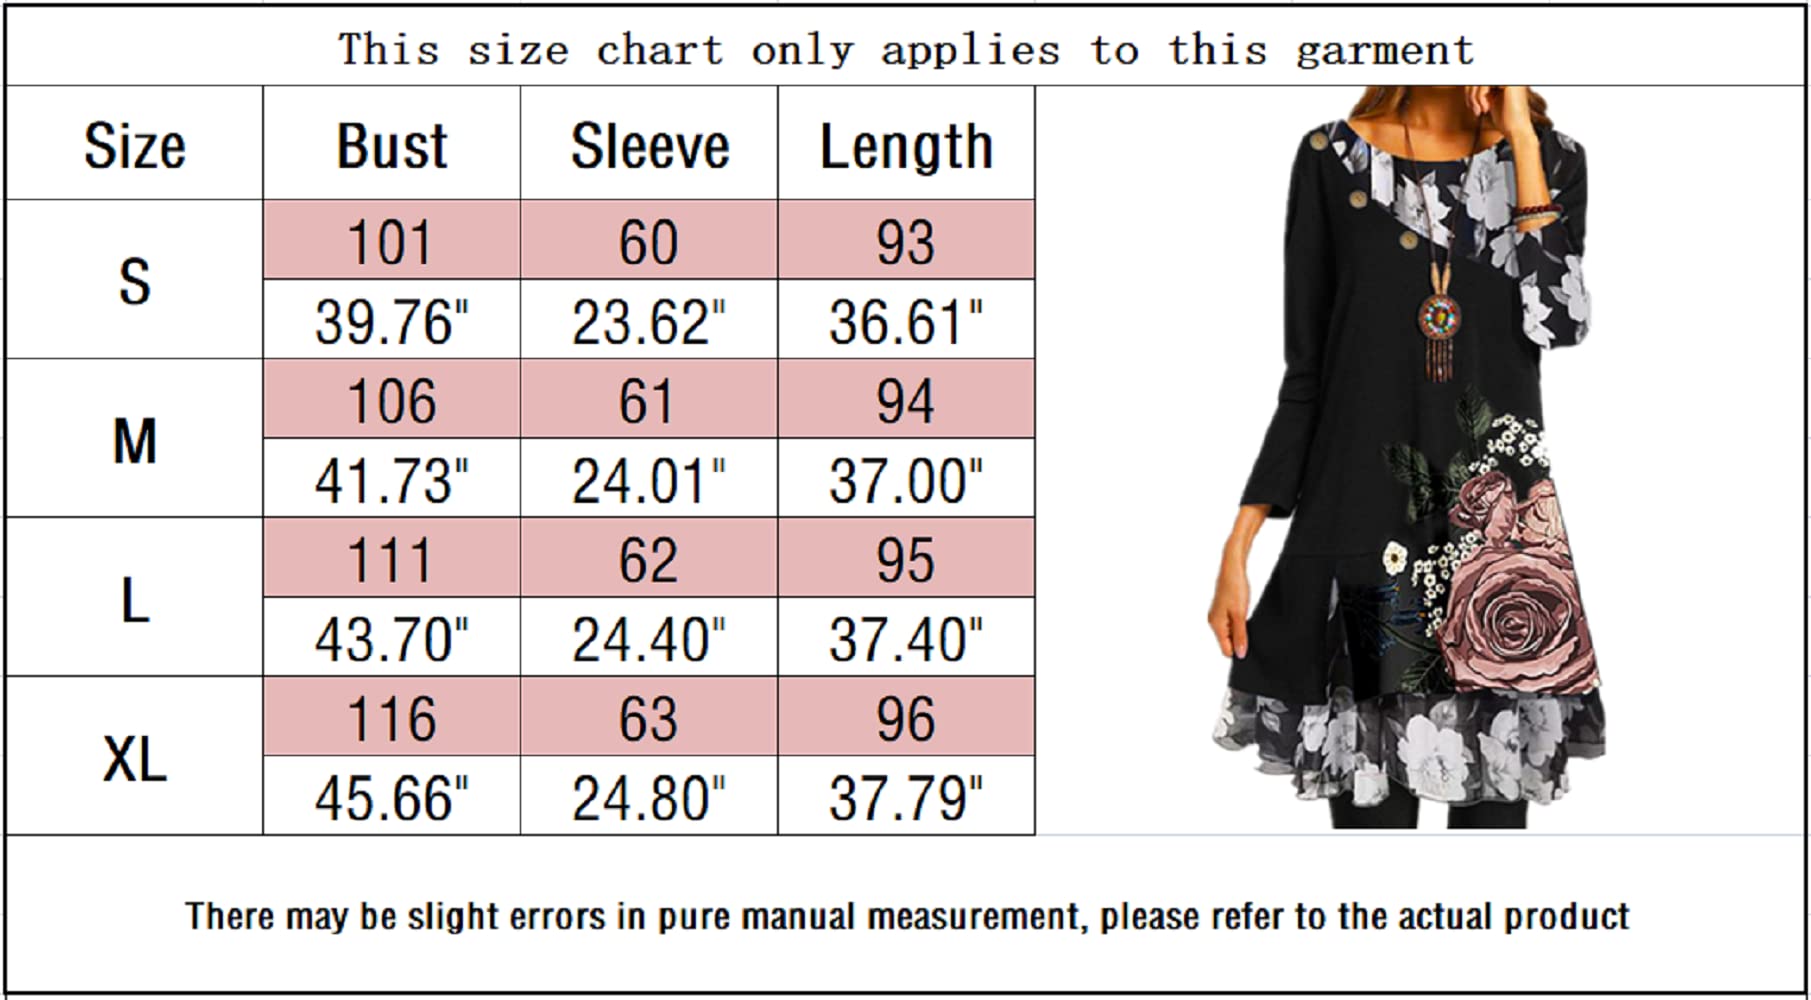 This size chart only applies to this garment
Size Bust Sleeve Length
S
101 60 93
39.76" 23.62" 36.61"
M
106 61 94
41.73" 24.01" 37.00"
L
111 62 95
43.70" 24.40" 37.40"
XL
116 63 96
45.66" 24.80" 37.79"
There may be slight errors in pure manual measurement, please refer to the actual product